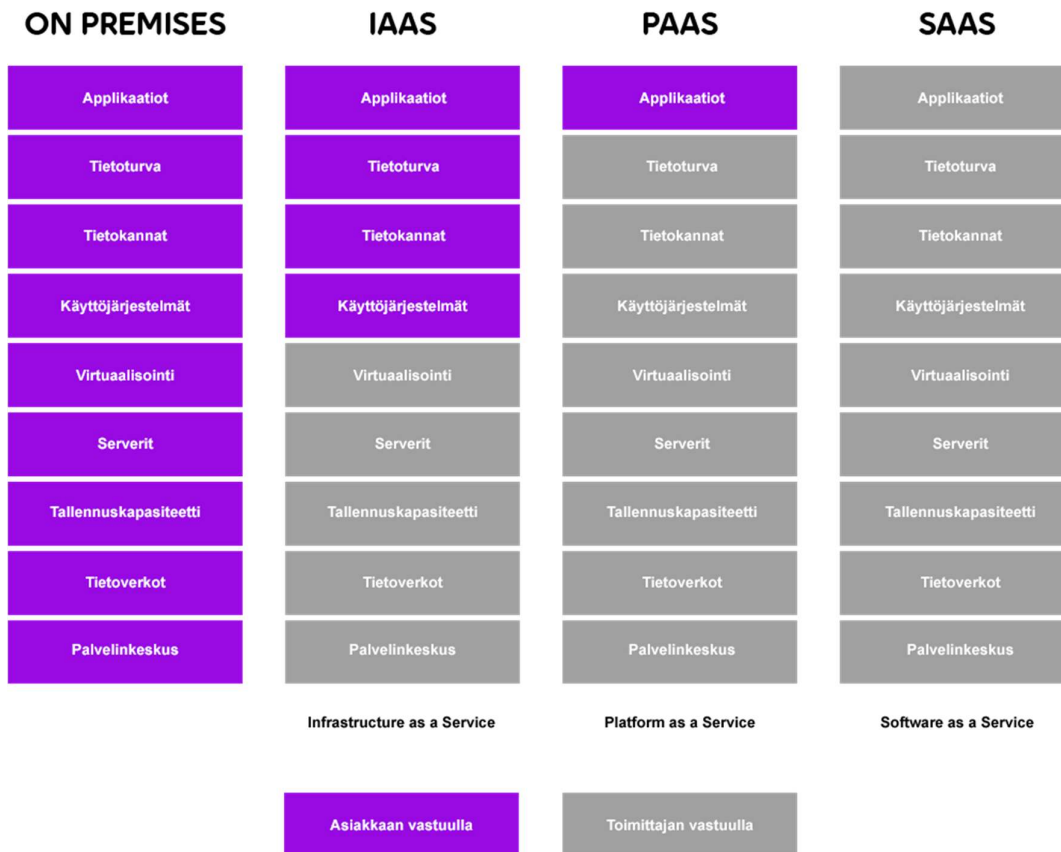 ON PREMISES
IAAS
PAAS
SAAS
Applikaatiot
Applikaatiot
Applikaatiot
Applikaatiot
Tietoturva
Tietoturva
Tietoturva
Tietoturva
Tietokannat
Tietokannat
Tietokannat
Tietokannat
Käyttöjärjestelmät
Käyttöjärjestelmät
Käyttöjärjestelmät
Käyttöjärjestelmät
Virtuaalisointi
Virtuaalisointi
Virtuaalisointi
Virtuaalisointi
Serverit
Serverit
Serverit
Serverit
Tallennuskapasiteetti
Tallennuskapasiteetti
Tallennuskapasiteetti
Tallennuskapasiteetti
Tietoverkot
Tietoverkot
Tietoverkot
Tietoverkot
Palvelinkeskus
Palvelinkeskus
Palvelinkeskus
Palvelinkeskus
Infrastructure as a Service
Platform as a Service
Software as a Service
Asiakkaan vastuulla
Toimittajan vastuulla